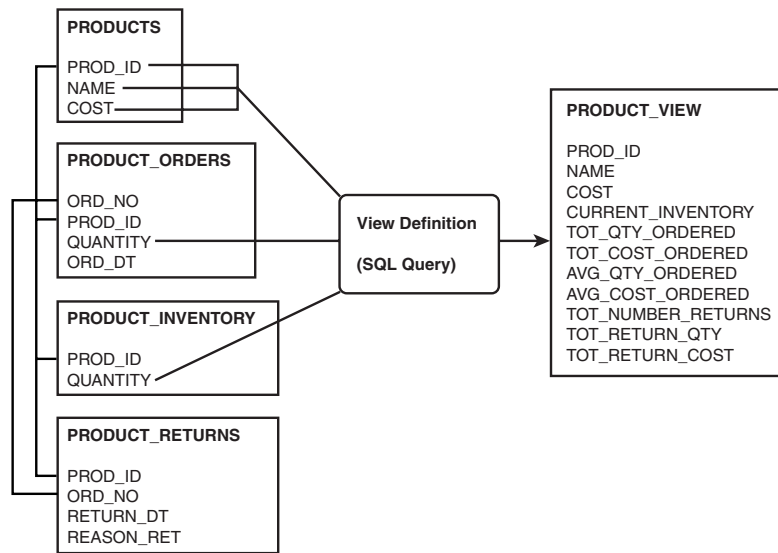 PRODUCTS
PROD_ID
NAME
COST
PRODUCT_ORDERS
ORD_NO
PROD_ID
QUANTITY
ORD_DT
PRODUCT_INVENTORY
PROD_ID
QUANTITY
PRODUCT_RETURNS
PROD_ID
ORD_NO
RETURN_DT
REASON_RET
View Definition
(SQL Query)
PRODUCT_VIEW
PROD_ID
NAME
COST
CURRENT_INVENTORY
TOT_QTY_ORDERED
TOT_COST_ORDERED
AVG_QTY_ORDERED
AVG_COST_ORDERED
TOT_NUMBER_RETURNS
TOT_RETURN_QTY
TOT_RETURN_COST